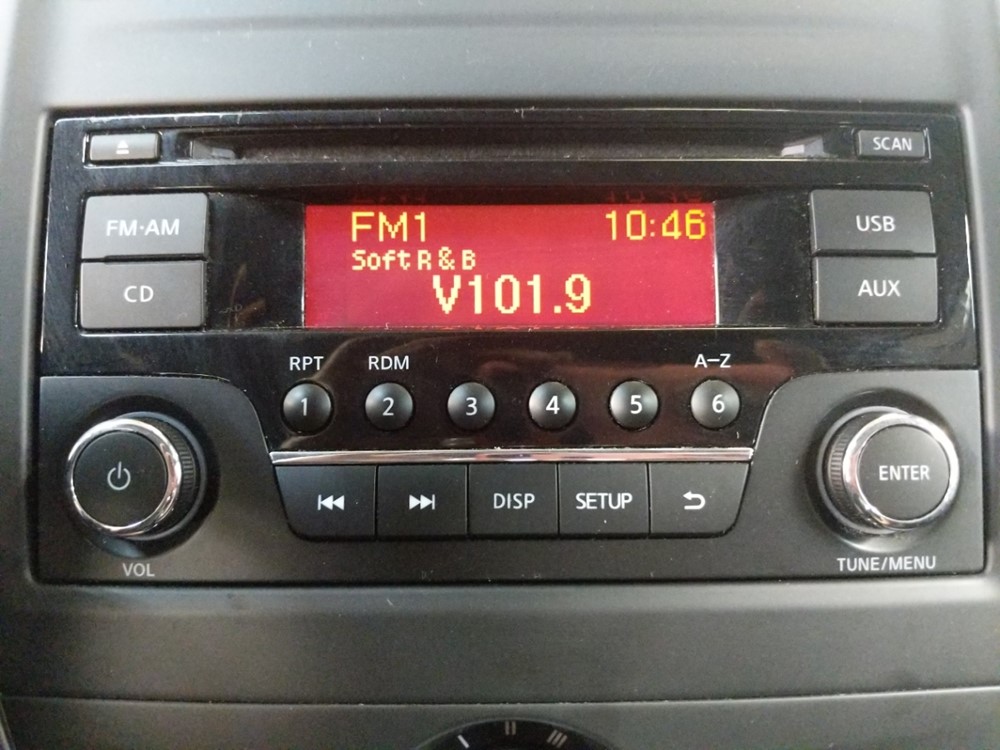 SCAN
FM·AM
CD
FM1 10:46
Soft R & B
V101.9
USB
AUX
RPT RDM A–Z
1 2 3 4 5 6
DISP SETUP
ENTER
VOL
TUNE/MENU